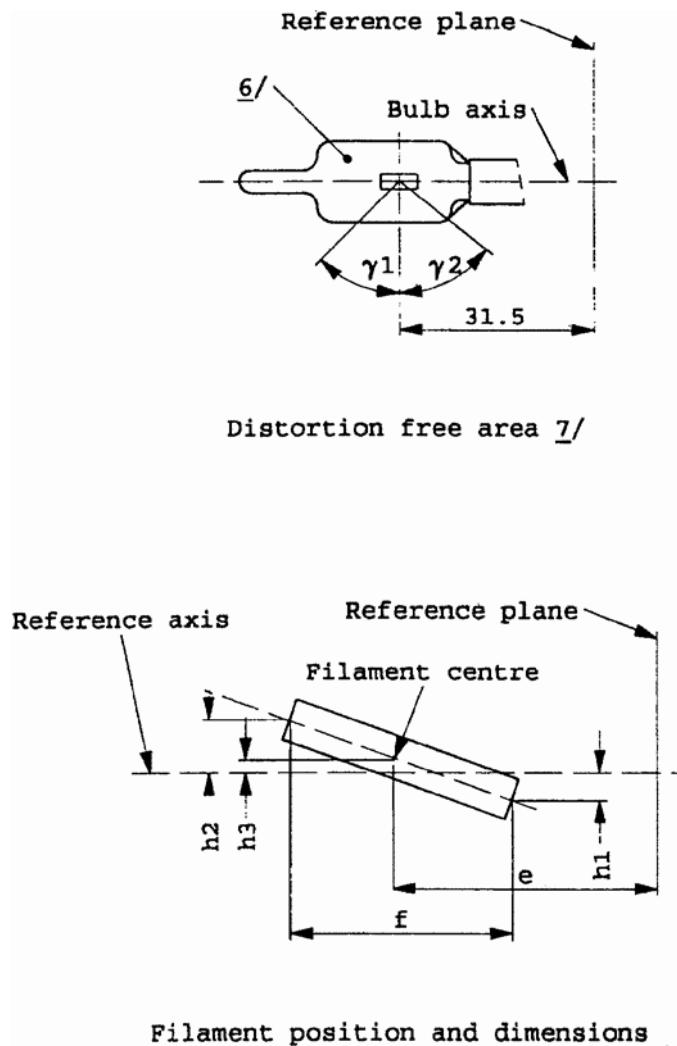 Reference plane
6/
Bulb axis
γ1
γ2
31.5
Distortion free area 7/
Reference plane
Reference axis
Filament centre
h2
h3
h1
e
f
Filament position and dimensions